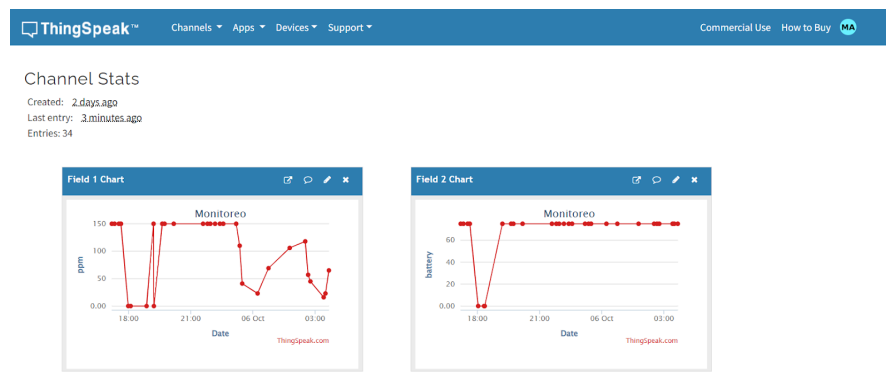 ThingSpeak™ Channels Apps Devices Support Commercial Use How to Buy MA
Channel Stats
Created: 2 days ago
Last entry: 3 minutes ago
Entries: 34
Field 1 Chart
Monitoreo
150
100
50
0.00
ppm
18:00 21:00 06 Oct 03:00
Date
ThingSpeak.com
Field 2 Chart
Monitoreo
60
40
20
0.00
battery
18:00 21:00 06 Oct 03:00
Date
ThingSpeak.com